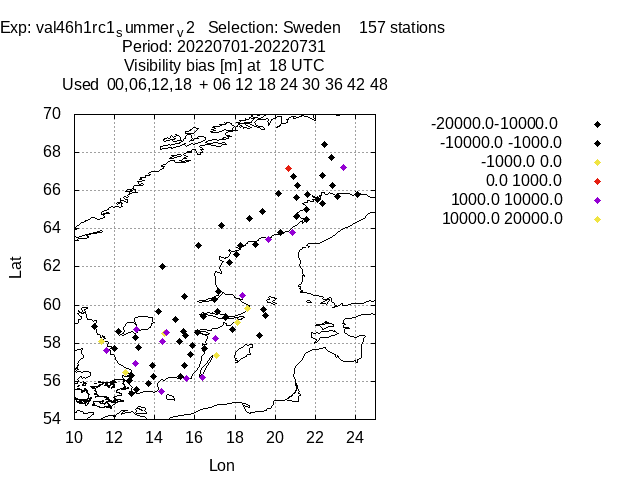 Exp: val46h1rc1summerv2 Selection: Sweden 157 stations
Period: 20220701-20220731
Visibility bias [m] at 18 UTC
Used 00,06,12,18 + 06 12 18 24 30 36 42 48
-20000.0-10000.0
-10000.0 -1000.0
-1000.0 0.0
0.0 1000.0
1000.0 10000.0
10000.0 20000.0
70
68
66
64
62
60
58
56
54
Lat
10 12 14 16 18 20 22 24
Lon